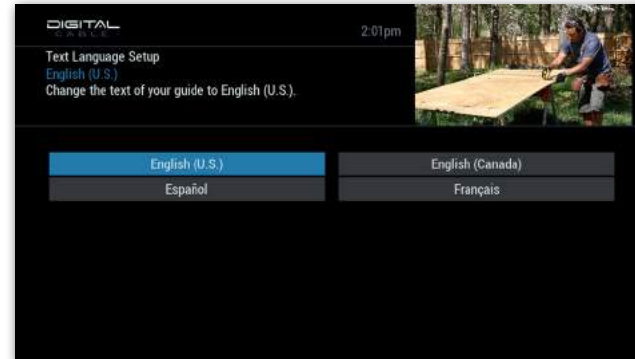 DIGITAL
CABLE
2:01pm
Text Language Setup
English (U.S.)
Change the text of your guide to English (U.S.).
English (U.S.)
English (Canada)
Español
Français